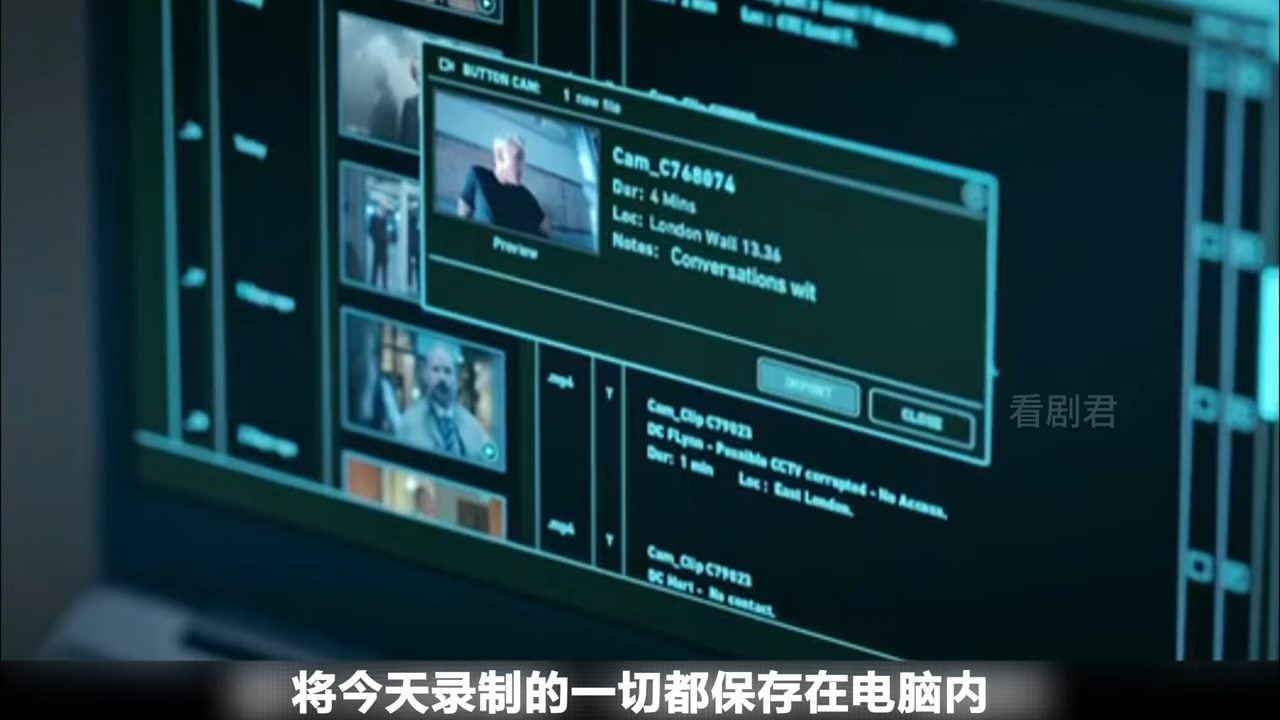 BUTTON CAM: 1 new file
Cam_C768074
Dur: 4 Mins
Loc: London Wall 13.36
Notes: Conversations wit
Preview
CLOSE
Today
.mp4
Y
Cam_Clip C79023
DC Flynn - Possible CCTV corrupted - No Access.
Dur: 1 min Loc: East London.
.mp4
Y
Cam_Clip C79023
DC Hart - No contact.
看剧君
将今天录制的一切都保存在电脑内